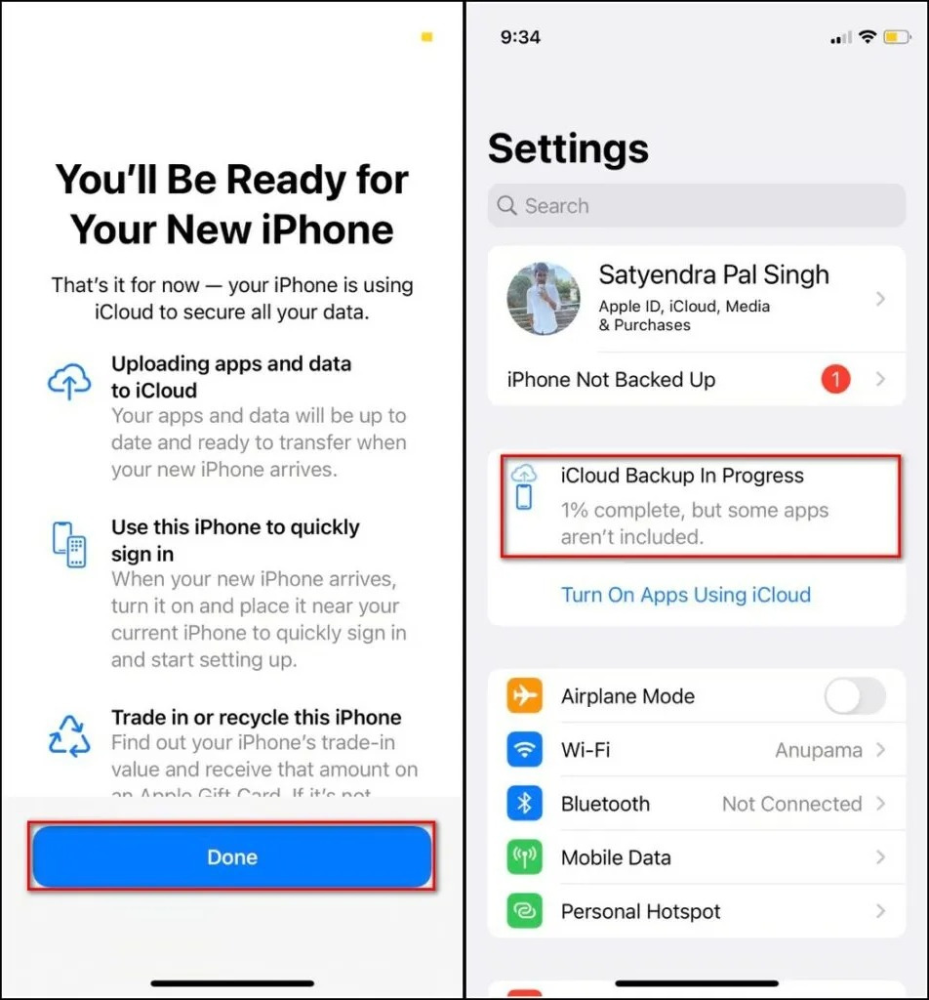 You'll Be Ready for
Your New iPhone
That's it for now — your iPhone is using
iCloud to secure all your data.
Uploading apps and data
to iCloud
Your apps and data will be up to
date and ready to transfer when
your new iPhone arrives.
Use this iPhone to quickly
sign in
When your new iPhone arrives,
turn it on and place it near your
current iPhone to quickly sign in
and start setting up.
Trade in or recycle this iPhone
Find out your iPhone's trade-in
value and receive that amount on
an Apple Gift Card. If it's not
Done
9:34
Settings
Search
Satyendra Pal Singh
Apple ID, iCloud, Media
& Purchases
iPhone Not Backed Up
1
iCloud Backup In Progress
1% complete, but some apps
aren't included.
Turn On Apps Using iCloud
Airplane Mode
Wi-Fi
Anupama
Bluetooth
Not Connected
Mobile Data
Personal Hotspot